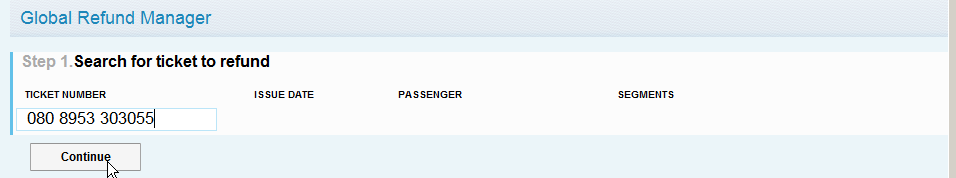 Global Refund Manager
Step 1.Search for ticket to refund
TICKET NUMBER ISSUE DATE PASSENGER SEGMENTS
080 8953 303055
Continue